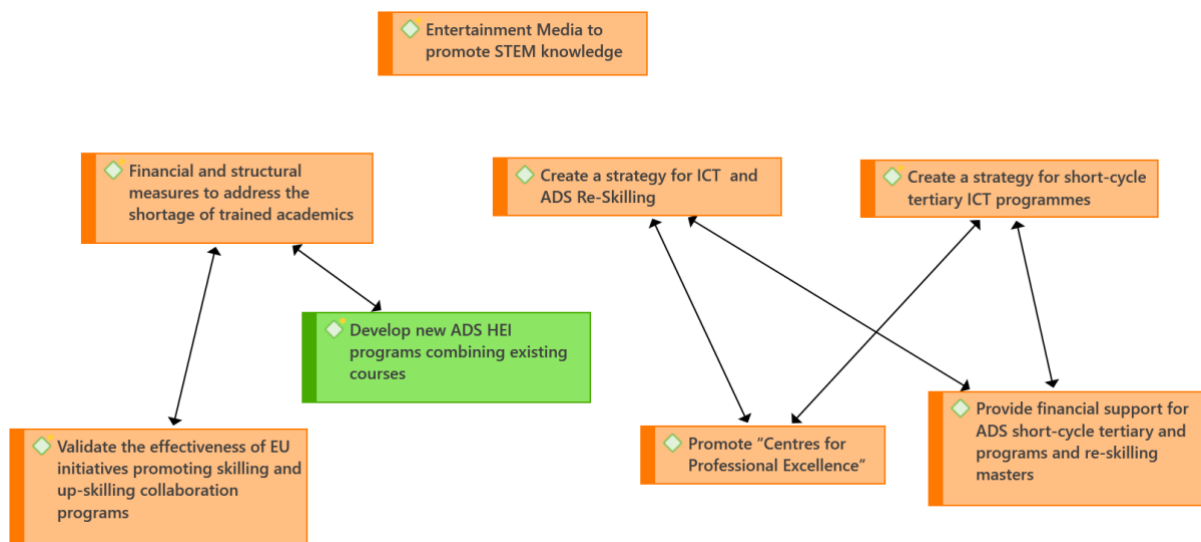 Entertainment Media to
promote STEM knowledge
Financial and structural
measures to address the
shortage of trained academics
Create a strategy for ICT and
ADS Re-Skilling
Create a strategy for short-cycle
tertiary ICT programmes
Develop new ADS HEI
programs combining existing
courses
Validate the effectiveness of EU
initiatives promoting skilling and
up-skilling collaboration
programs
Promote “Centres for
Professional Excellence”
Provide financial support for
ADS short-cycle tertiary and
programs and re-skilling
masters